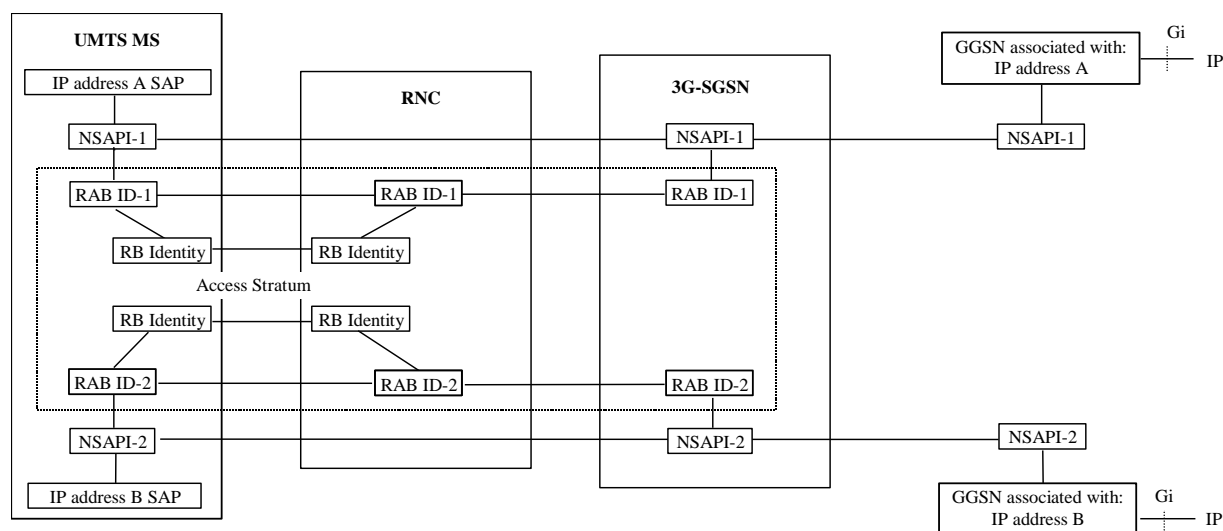 UMTS MS
GGSN associated with:
IP address A
Gi
IP
IP address A SAP
RNC
3G-SGSN
NSAPI-1
NSAPI-1
NSAPI-1
RAB ID-1
RAB ID-1
RAB ID-1
RB Identity
RB Identity
Access Stratum
RB Identity
RB Identity
RAB ID-2
RAB ID-2
RAB ID-2
NSAPI-2
NSAPI-2
NSAPI-2
IP address B SAP
GGSN associated with:
IP address B
Gi
IP